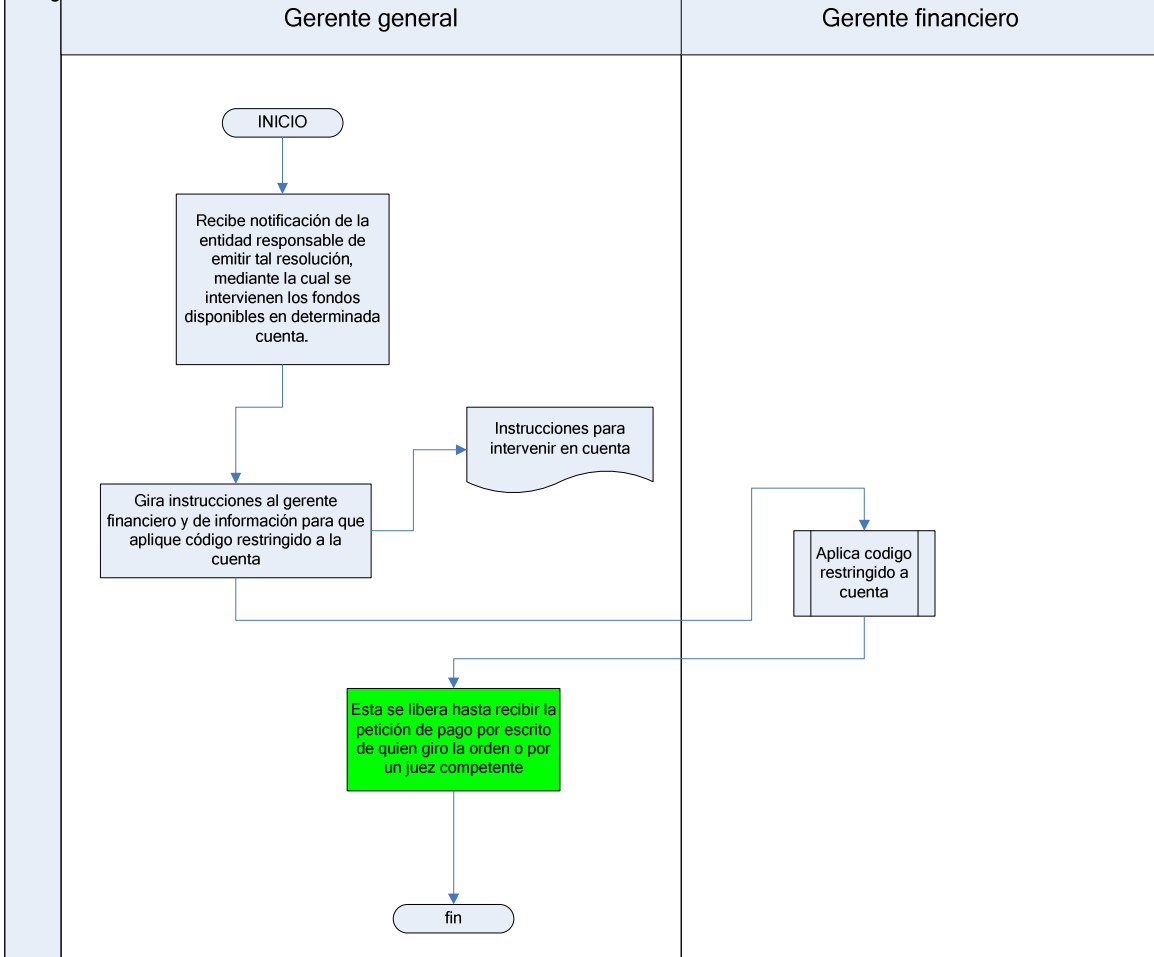 Gerente general
Gerente financiero
INICIO
Recibe notificación de la
entidad responsable de
emitir tal resolución,
mediante la cual se
intervienen los fondos
disponibles en determinada
cuenta.
Instrucciones para
intervenir en cuenta
Gira instrucciones al gerente
financiero y de información para que
aplique código restringido a la
cuenta
Aplica codigo
restringido a
cuenta
Esta se libera hasta recibir la
petición de pago por escrito
de quien giro la orden o por
un juez competente
fin